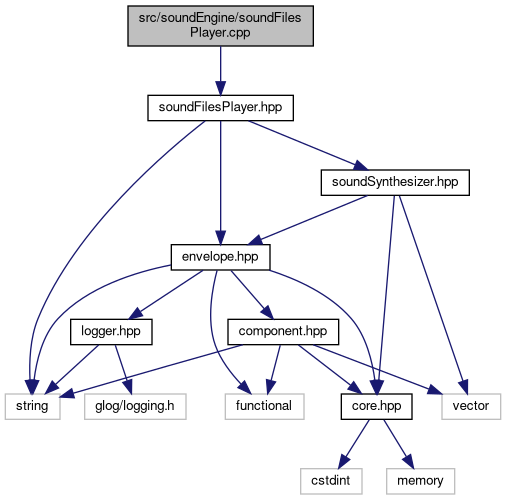 src/soundEngine/soundFiles
Player.cpp
soundFilesPlayer.hpp
soundSynthesizer.hpp
envelope.hpp
logger.hpp
component.hpp
string
glog/logging.h
functional
core.hpp
vector
cstdint
memory